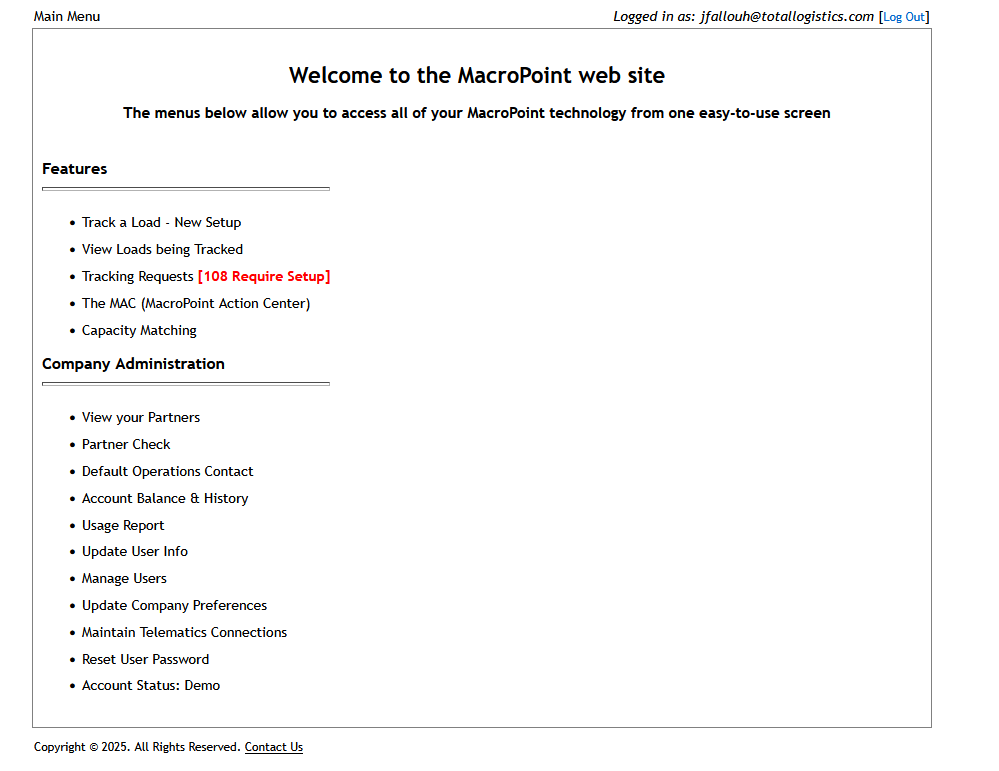 Main Menu
Logged in as: jfallouh@totallogistics.com [Log Out]
Welcome to the MacroPoint web site
The menus below allow you to access all of your MacroPoint technology from one easy-to-use screen
Features
• Track a Load - New Setup
• View Loads being Tracked
• Tracking Requests [108 Require Setup]
• The MAC (MacroPoint Action Center)
• Capacity Matching
Company Administration
• View your Partners
• Partner Check
• Default Operations Contact
• Account Balance & History
• Usage Report
• Update User Info
• Manage Users
• Update Company Preferences
• Maintain Telematics Connections
• Reset User Password
• Account Status: Demo
Copyright © 2025. All Rights Reserved. Contact Us